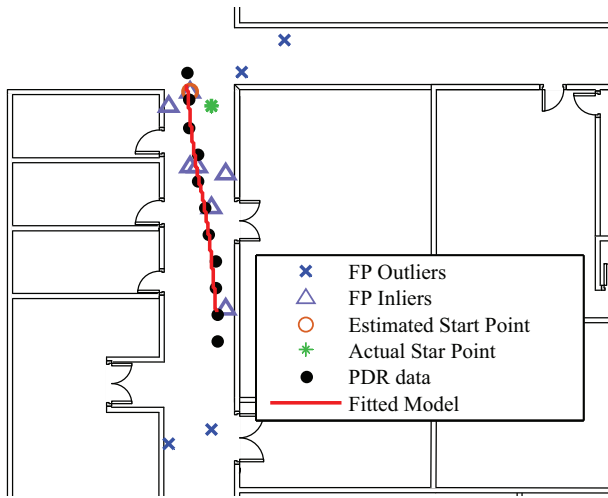 FP Outliers
FP Inliers
Estimated Start Point
Actual Star Point
PDR data
Fitted Model